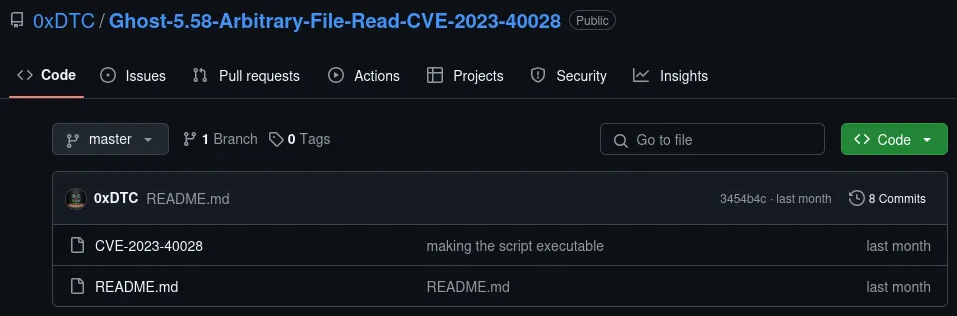 0xDTC / Ghost-5.58-Arbitrary-File-Read-CVE-2023-40028 Public
Code Issues Pull requests Actions Projects Security Insights
master 1 Branch 0 Tags Go to file Code
0xDTC README.md 3454b4c · last month 8 Commits
CVE-2023-40028 making the script executable last month
README.md README.md last month